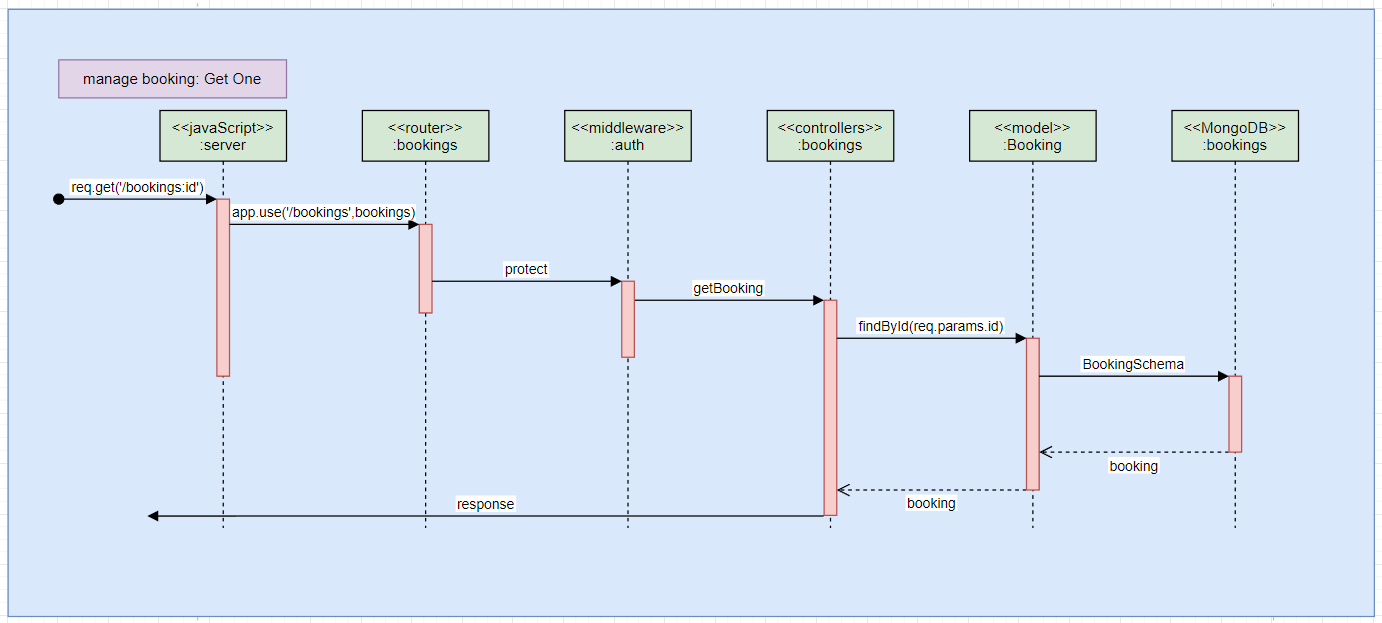 manage booking: Get One
<<javaScript>>
:server
<<router>>
:bookings
<<middleware>>
:auth
<<controllers>>
:bookings
<<model>>
:Booking
<<MongoDB>>
:bookings
req.get('/bookings:id')
app.use('/bookings',bookings)
protect
getBooking
findById(req.params.id)
BookingSchema
booking
booking
response